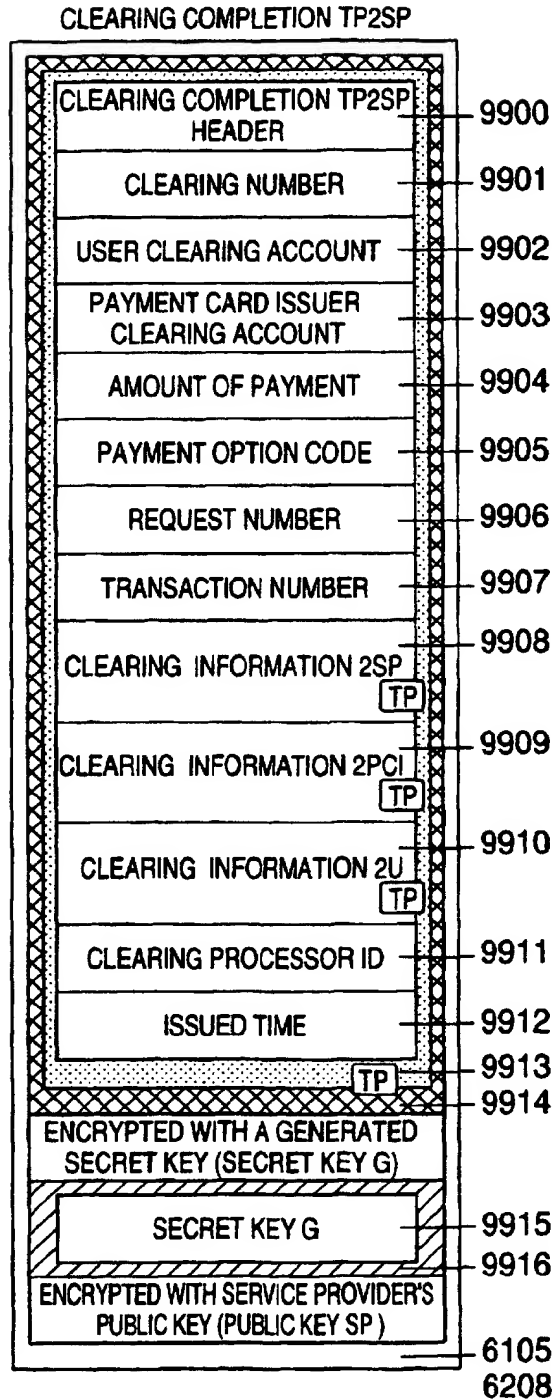 CLEARING COMPLETION TP2SP
CLEARING COMPLETION TP2SP
HEADER
9900
CLEARING NUMBER
9901
USER CLEARING ACCOUNT
9902
PAYMENT CARD ISSUER
CLEARING ACCOUNT
9903
AMOUNT OF PAYMENT
9904
PAYMENT OPTION CODE
9905
REQUEST NUMBER
9906
TRANSACTION NUMBER
9907
9908
CLEARING INFORMATION 2SP
TP
9909
CLEARING INFORMATION 2PCI
TP
9910
CLEARING INFORMATION 2U
TP
CLEARING PROCESSOR ID
9911
ISSUED TIME
9912
TP
9913
9914
ENCRYPTED WITH A GENERATED
SECRET KEY (SECRET KEY G)
SECRET KEY G
9915
9916
ENCRYPTED WITH SERVICE PROVIDER'S
PUBLIC KEY (PUBLIC KEY SP )
6105
6208